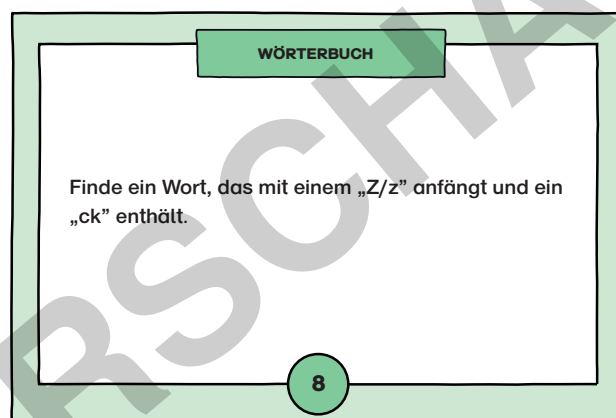 WÖRTERBUCH
Finde ein Wort, das mit einem „Z/z” anfängt und ein
„ck” enthält.
8
RSCHA